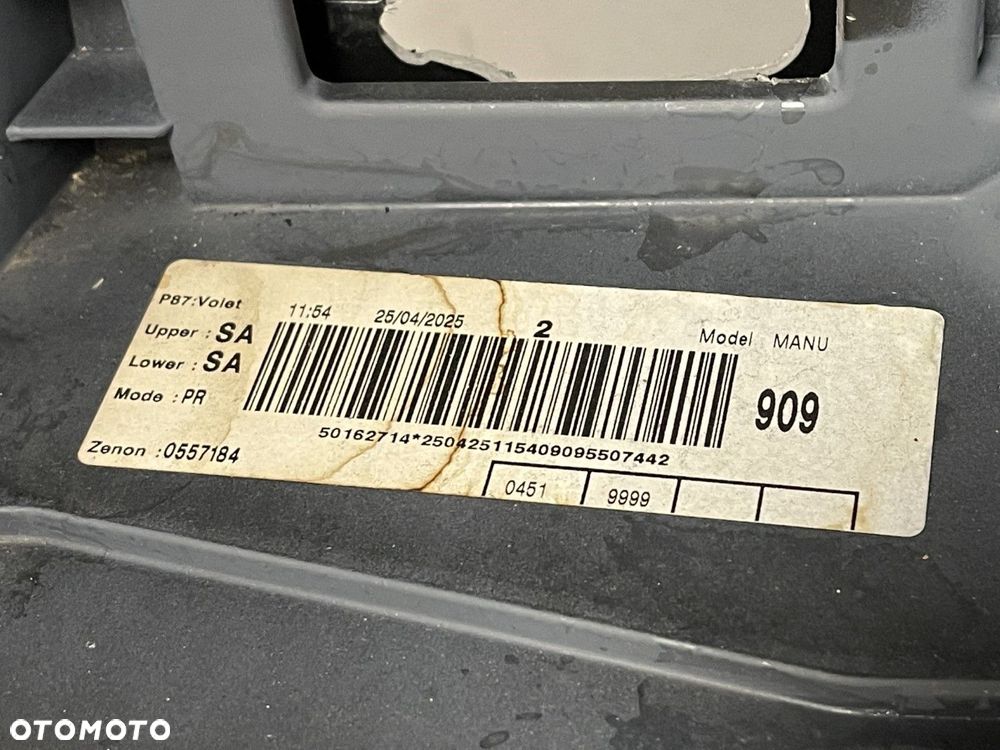 P87:Volet 11:54 25/04/2025 2 Model MANU
Upper : SA
Lower : SA
Mode : PR 909
50162714*250425115409095507442
Zenon :0557184
0451 9999
OTOMOTO